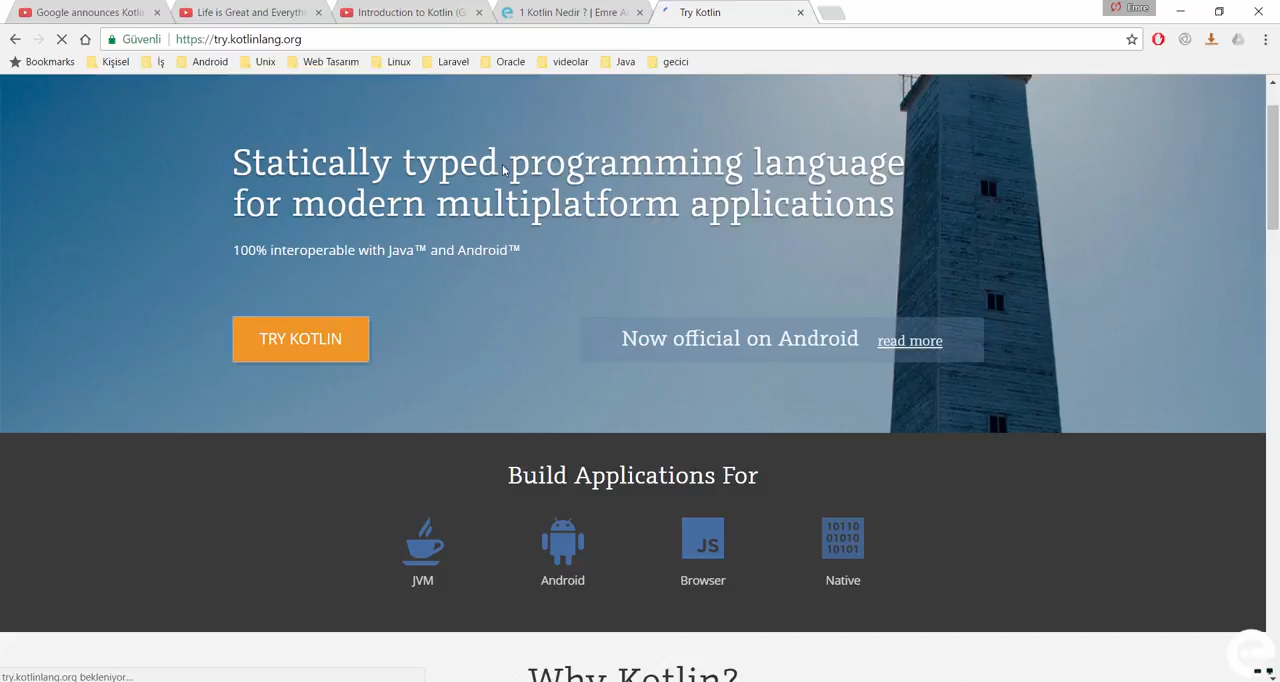 Google announces Kotli
Life is Great and Everythi
Introduction to Kotlin (G
1 Kotlin Nedir ? | Emre Al
Try Kotlin
Emre
Güvenli
https://try.kotlinlang.org
Bookmarks
Kişisel
İş
Android
Unix
Web Tasarım
Linux
Laravel
Oracle
videolar
Java
gecici
Statically typed programming language
for modern multiplatform applications
100% interoperable with Java™ and Android™
TRY KOTLIN
Now official on Android read more
Build Applications For
JS
10110
01010
10101
JVM
Android
Browser
Native
Why Kotlin?
try.kotlinlang.org bekleniyor...